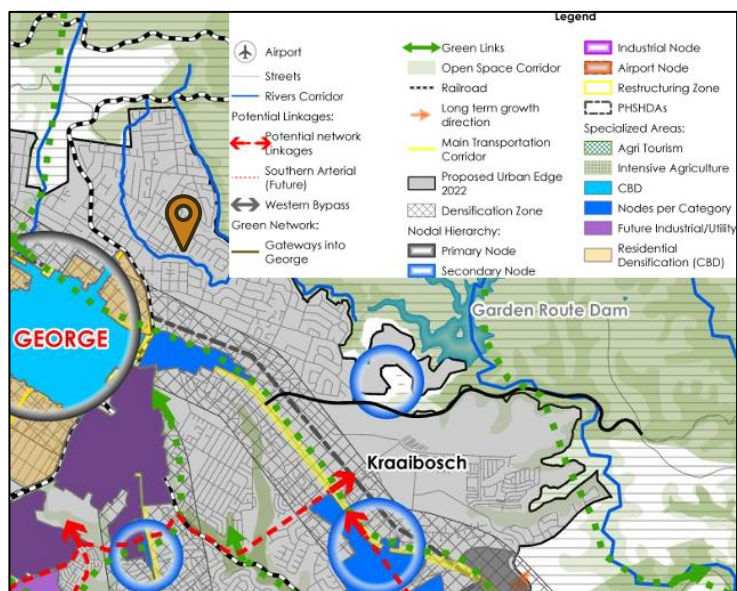 Legend
Airport
Streets
Rivers Corridor
Potential Linkages:
Potential network
Linkages
Southern Arterial
(Future)
Western Bypass
Green Network:
Gateways into
George
Green Links
Open Space Corridor
Railroad
Long term growth
direction
Main Transportation
Corridor
Proposed Urban Edge
2022
Densification Zone
Nodal Hierarchy:
Primary Node
Secondary Node
Industrial Node
Airport Node
Restructuring Zone
PHSHDAs
Specialized Areas:
Agri Tourism
Intensive Agriculture
CBD
Nodes per Category
Future Industrial/Utility
Residential
Densification (CBD)
Garden Route Dam
GEORGE
Kraaibosch